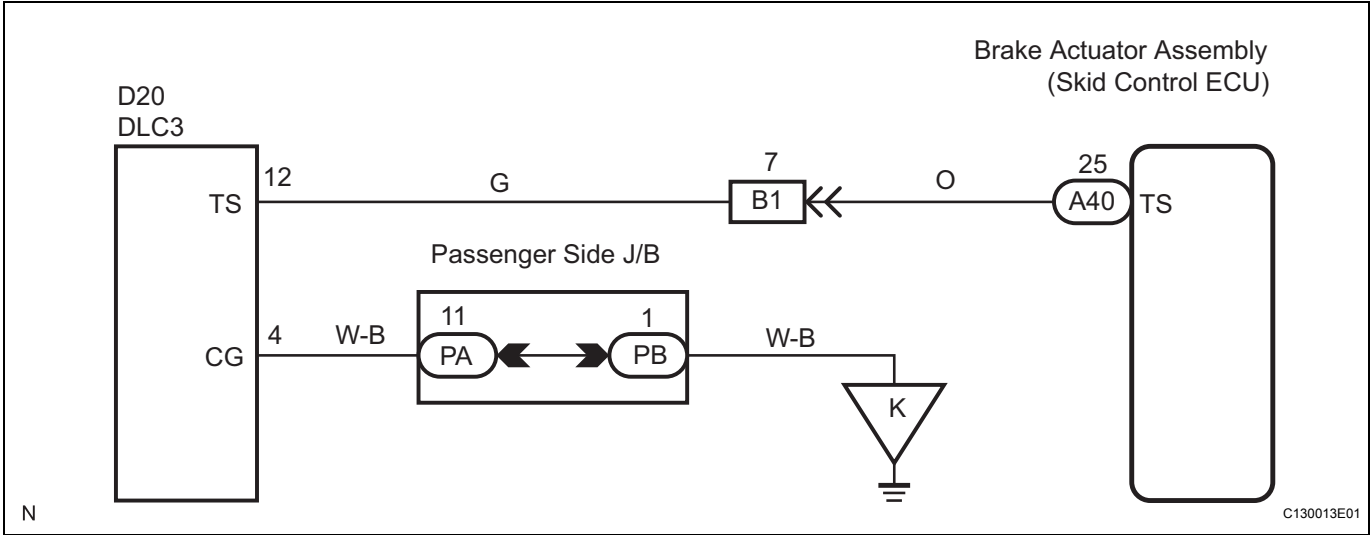 Brake Actuator Assembly
(Skid Control ECU)
D20
DLC3
12
G
7
O
25
TS
B1
A40
TS
Passenger Side J/B
4
W-B
11
1
W-B
CG
PA
PB
K
N
C130013E01